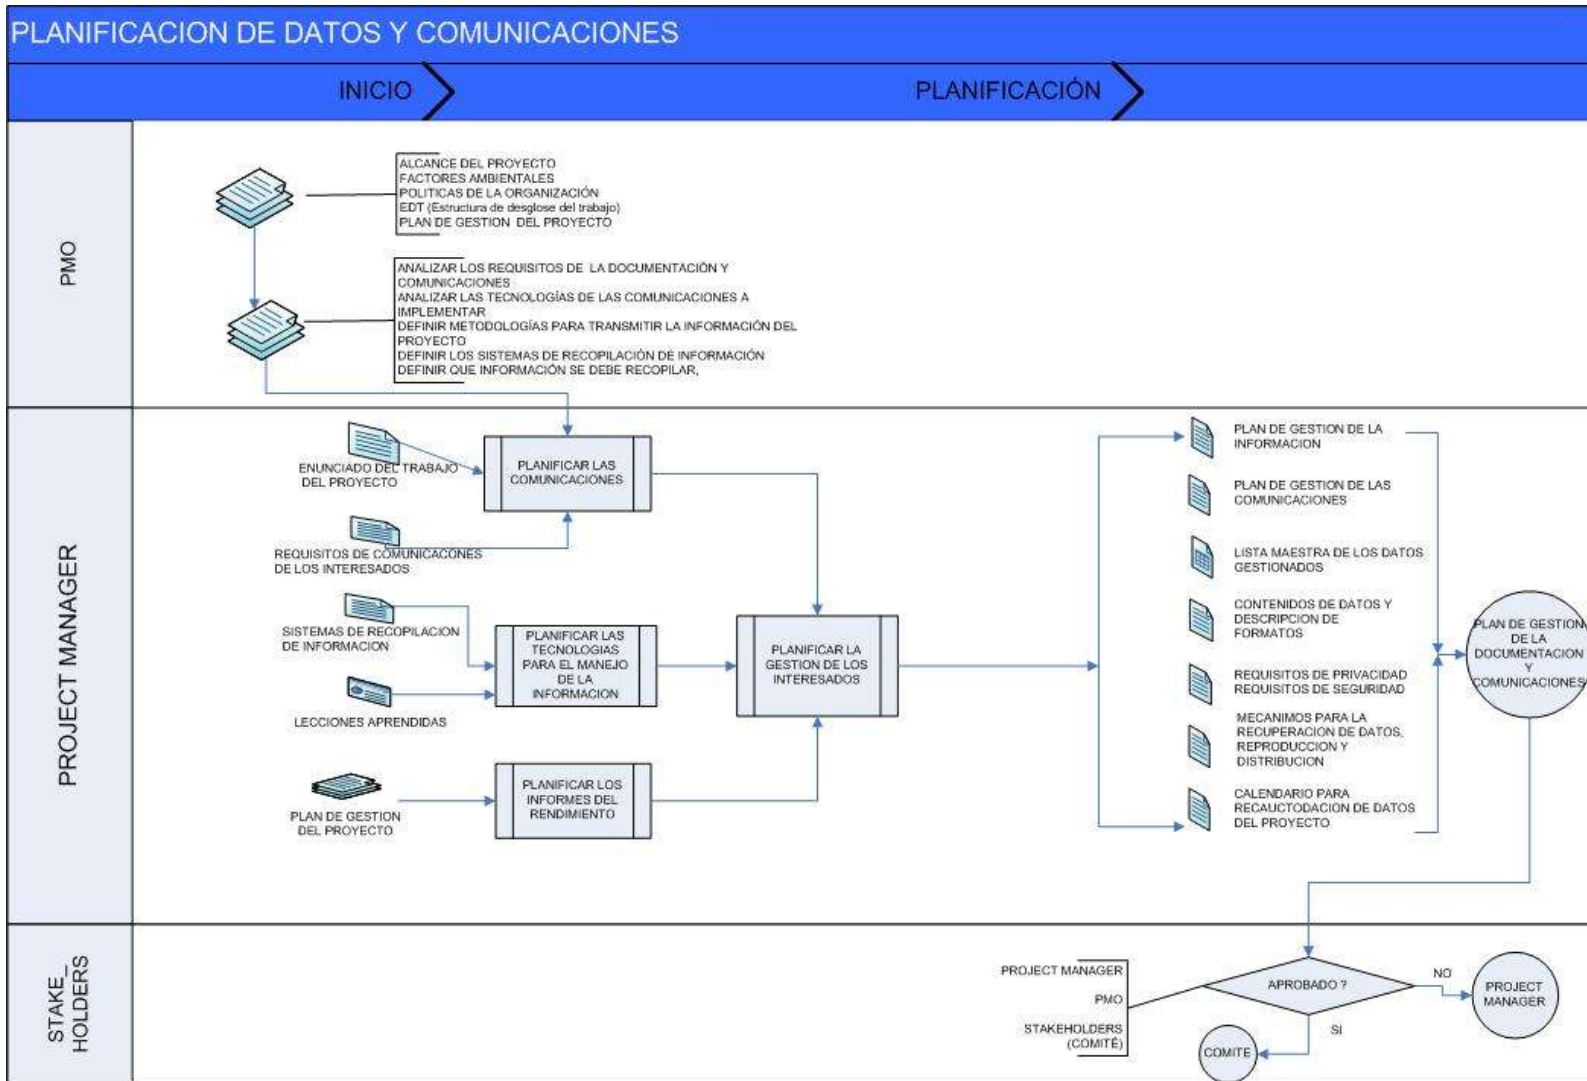 PLANIFICACION DE DATOS Y COMUNICACIONES
INICIO
PLANIFICACIÓN
PMO
ALCANCE DEL PROYECTO
FACTORES AMBIENTALES
POLITICAS DE LA ORGANIZACIÓN
EDT (Estructura de desglose del trabajo)
PLAN DE GESTION DEL PROYECTO
ANALIZAR LOS REQUISITOS DE LA DOCUMENTACIÓN Y
COMUNICACIONES
ANALIZAR LAS TECNOLOGÍAS DE LAS COMUNICACIONES A
IMPLEMENTAR
DEFINIR METODOLOGÍAS PARA TRANSMITIR LA INFORMACIÓN DEL
PROYECTO
DEFINIR LOS SISTEMAS DE RECOPILACIÓN DE INFORMACIÓN
DEFINIR QUE INFORMACIÓN SE DEBE RECOPILAR,
PROJECT MANAGER
ENUNCIADO DEL TRABAJO
DEL PROYECTO
REQUISITOS DE COMUNICACONES
DE LOS INTERESADOS
SISTEMAS DE RECOPILACION
DE INFORMACION
LECCIONES APRENDIDAS
PLAN DE GESTION
DEL PROYECTO
PLANIFICAR LAS
COMUNICACIONES
PLANIFICAR LAS
TECNOLOGIAS
PARA EL MANEJO
DE LA
INFORMACION
PLANIFICAR LOS
INFORMES DEL
RENDIMIENTO
PLANIFICAR LA
GESTION DE LOS
INTERESADOS
PLAN DE GESTION DE LA
INFORMACION
PLAN DE GESTION DE LAS
COMUNICACIONES
LISTA MAESTRA DE LOS DATOS
GESTIONADOS
CONTENIDOS DE DATOS Y
DESCRIPCION DE
FORMATOS
REQUISITOS DE PRIVACIDAD
REQUISITOS DE SEGURIDAD
MECANIMOS PARA LA
RECUPERACION DE DATOS,
REPRODUCCION Y
DISTRIBUCION
CALENDARIO PARA
RECAUCTODACION DE DATOS
DEL PROYECTO
PLAN DE GESTION
DE LA
DOCUMENTACION
Y
COMUNICACIONES
STAKE_
HOLDERS
PROJECT MANAGER
PMO
STAKEHOLDERS
(COMITÉ)
APROBADO ?
NO
PROJECT
MANAGER
SI
COMITE